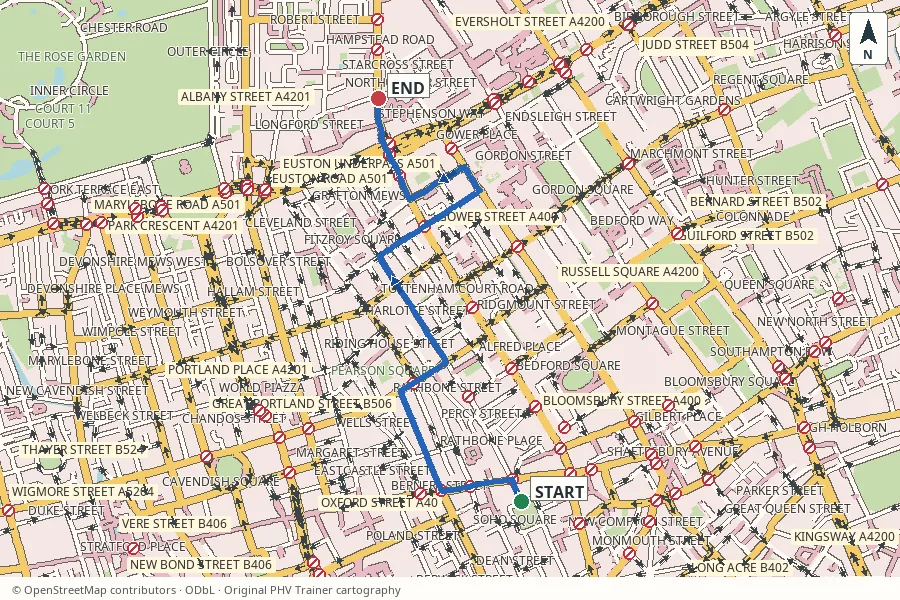 ROBERT STREET
EVERSHOLT STREET A4200
ARGYLE STREET
CHESTER ROAD
HAMPSTEAD ROAD
JUDD STREET B504
OUTER CIRCLE
THE ROSE GARDEN
STARCROSS STREET
N
REGENT SQUARE
END
INNER CIRCLE
ALBANY STREET A4201
CARTWRIGHT GARDENS
COURT 11
COURT 5
LONGFORD STREET
STEPHENSON WAY
ENDSLEIGH STREET
GOWER PLACE
GORDON STREET
MARCHMONT STREET
EUSTON UNDERPASS A501
EUSTON ROAD A501
HUNTER STREET
YORK TERRACE EAST
GRAFTON MEWS
GORDON SQUARE
MARYLEBONE ROAD A501
BERNARD STREET B502
COLONNADE
GOWER STREET A400
PARK CRESCENT A4201
CLEVELAND STREET
BEDFORD WAY
GUILFORD STREET B502
FITZROY SQUARE
DEVONSHIRE MEWS WEST
BOLSOVER STREET
RUSSELL SQUARE A4200
QUEEN SQUARE
DEVONSHIRE PLACE MEWS
HALLAM STREET
TOTTENHAM COURT ROAD
RIDGMOUNT STREET
WEYMOUTH STREET
CHARLOTTE STREET
NEW NORTH STREET
WIMPOLE STREET
MONTAGUE STREET
RIDING HOUSE STREET
ALFRED PLACE
SOUTHAMPTON ROW
MARYLEBONE STREET
PORTLAND PLACE A4201
PEARSON SQUARE
BEDFORD SQUARE
BLOOMSBURY SQUARE
NEW CAVENDISH STREET
WORLD PIAZZA
RATHBONE STREET
GREAT PORTLAND STREET B506
BLOOMSBURY STREET A400
WELBECK STREET
CHANDOS STREET
PERCY STREET
GILBERT PLACE
WELLS STREET
HIGH HOLBORN
RATHBONE PLACE
THAYER STREET B524
MARGARET STREET
SHAFTESBURY AVENUE
EASTCASTLE STREET
CAVENDISH SQUARE
WIGMORE STREET A5204
START
PARKER STREET
OXFORD STREET A40
DUKE STREET
GREAT QUEEN STREET
SOHO SQUARE
NEW COMPTON STREET
VERE STREET B406
POLAND STREET
MONMOUTH STREET
KINGSWAY A4200
STRATFORD PLACE
DEAN STREET
NEW BOND STREET B406
LONG ACRE B402
© OpenStreetMap contributors · ODbL · Original PHV Trainer cartography